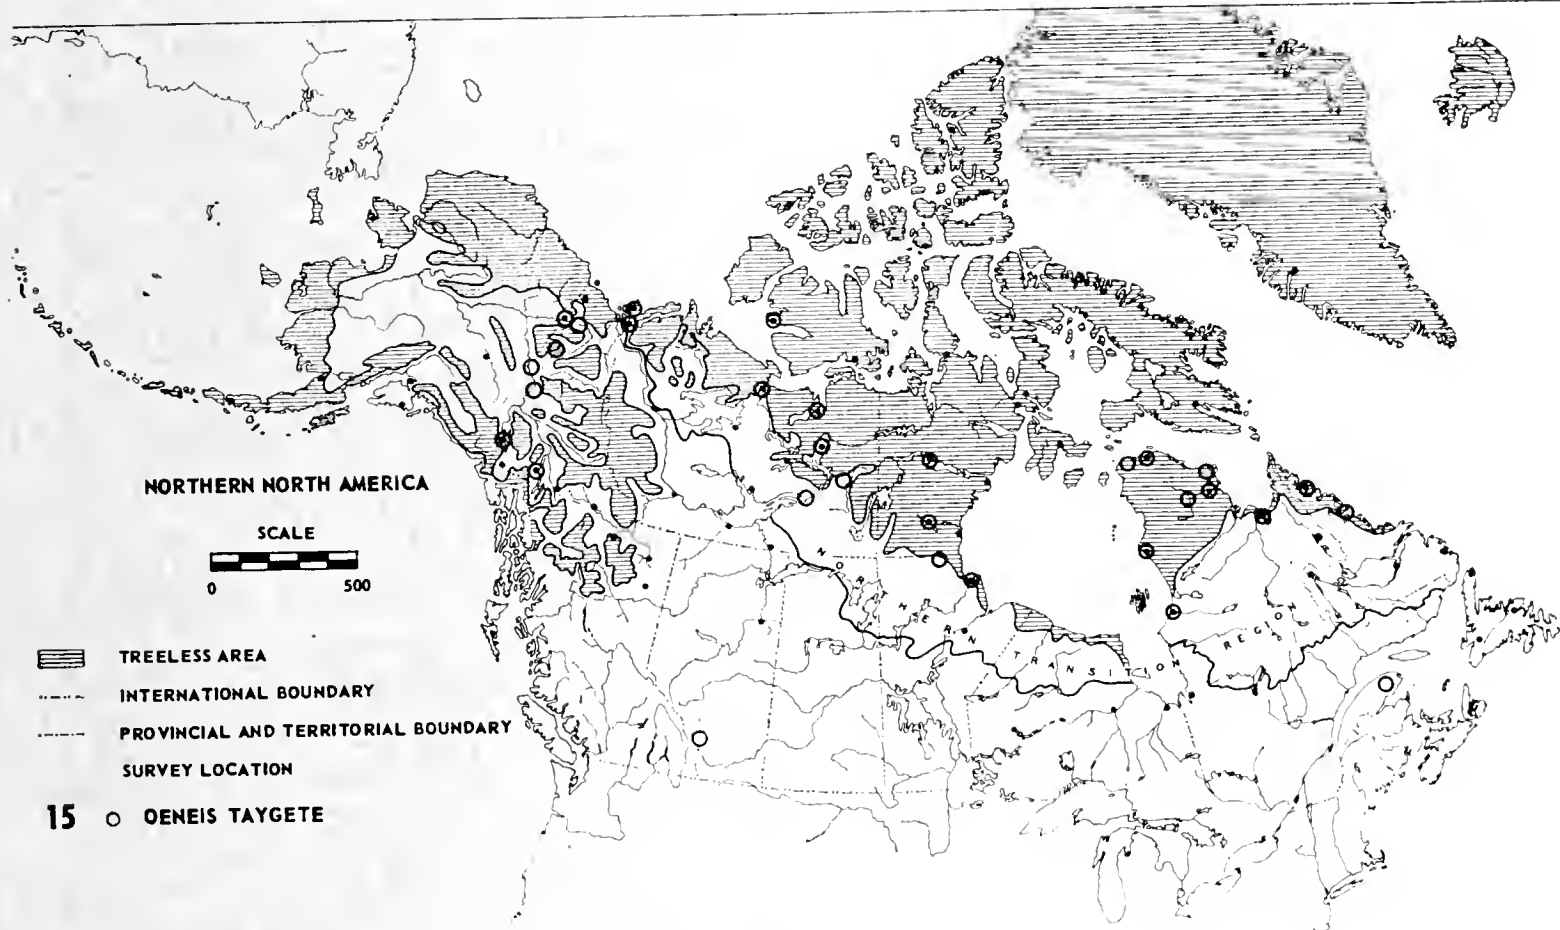 NORTHERN NORTH AMERICA
SCALE
0 500
TREELESS AREA
INTERNATIONAL BOUNDARY
PROVINCIAL AND TERRITORIAL BOUNDARY
SURVEY LOCATION
15 OENEIS TAYGETE
NORTHERN TRANSITION REGION